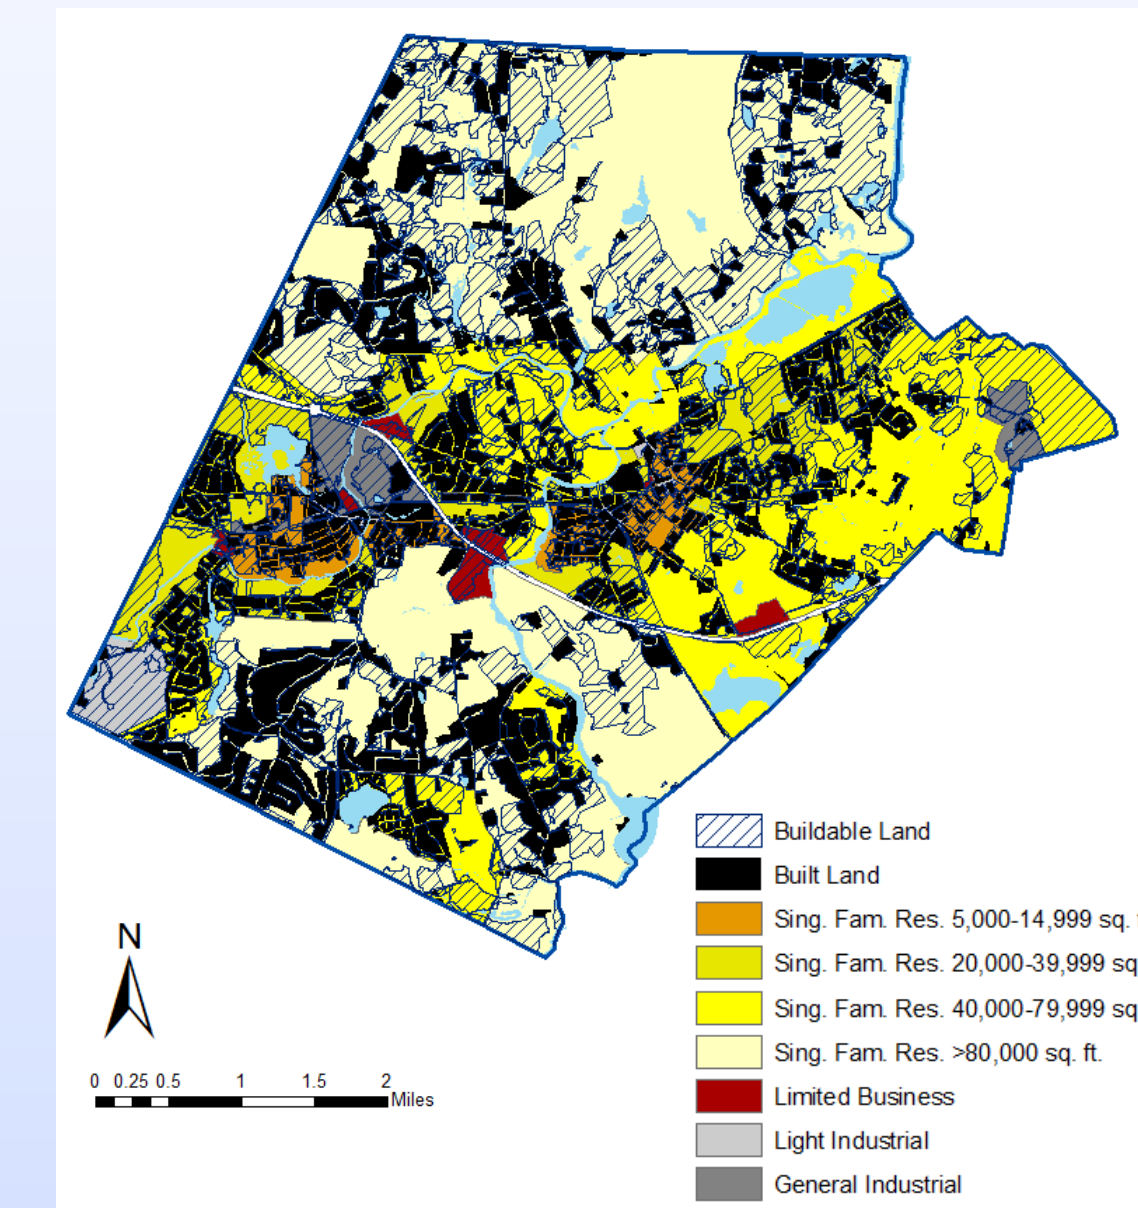 Buildable Land
Built Land
Sing. Fam. Res. 5,000-14,999 sq.
Sing. Fam. Res. 20,000-39,999 sq
Sing. Fam. Res. 40,000-79,999 sq
Sing. Fam. Res. >80,000 sq. ft.
Limited Business
Light Industrial
General Industrial
N
0 0.25 0.5 1 1.5 2
Miles